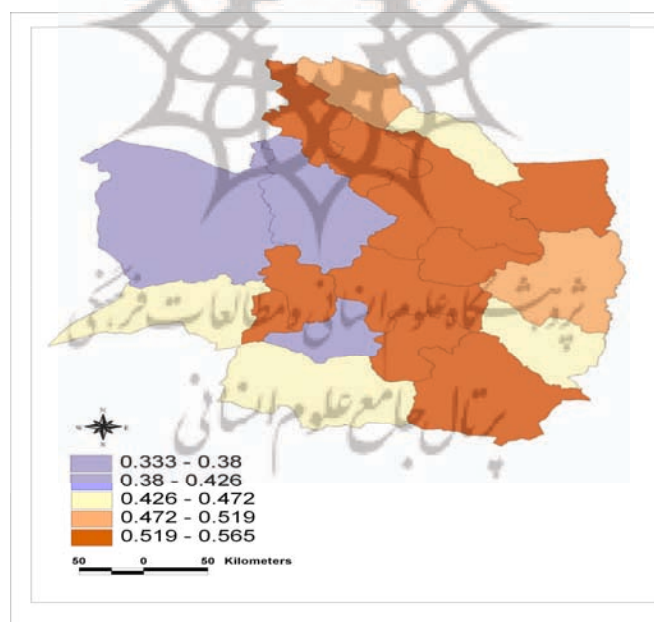 پژوهشگاه علوم انسانی و مطالعات فرهنگی
پرتال جامع علوم انسانی
N
E
0.333 - 0.38
0.38 - 0.426
0.426 - 0.472
0.472 - 0.519
0.519 - 0.565
50 0 50 Kilometers